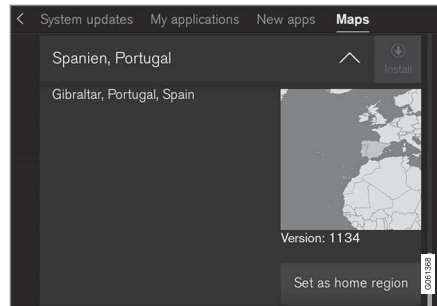 System updates My applications New apps Maps
Spanien, Portugal
Install
Gibraltar, Portugal, Spain
Version: 1134
Set as home region
G061368